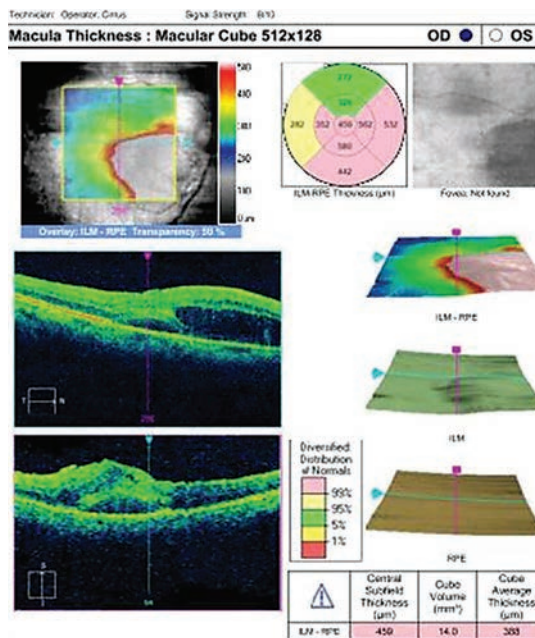 Technician: Operator, Cirrus Signal Strength: 8/10
Macula Thickness : Macular Cube 512x128 OD OS
500
400
300
200
100
0 µm
Overlay: ILM - RPE Transparency: 50 %
272
326
282 352 459 562 532
580
442
ILM-RPE Thickness (µm)
Fovea: Not found
ILM - RPE
T N
ILM
S
Diversified:
Distribution
of Normals
99%
95%
5%
1%
RPE
Central
Subfield
Thickness
(µm)
Cube
Volume
(mm³)
Cube
Average
Thickness
(µm)
ILM - RPE 459 14.0 388